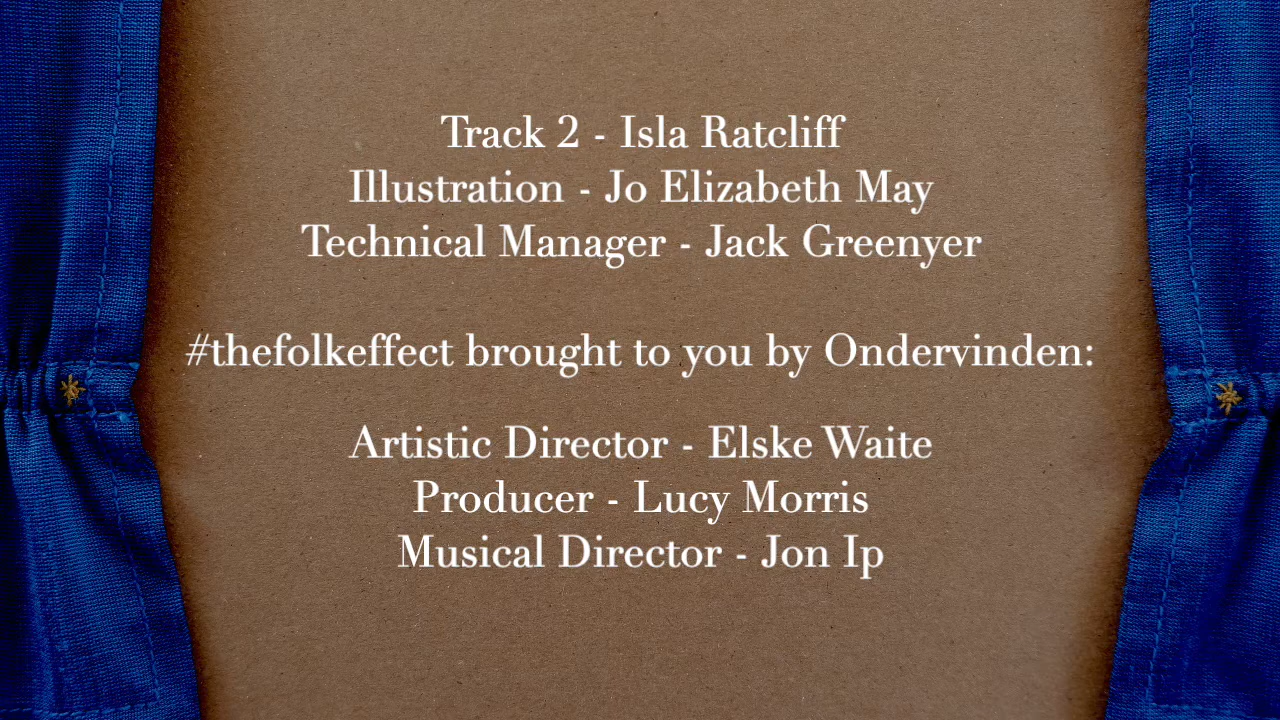 Track 2 - Isla Ratcliff
Illustration - Jo Elizabeth May
Technical Manager - Jack Greenyer
#thefolkeffect brought to you by Ondervinden:
Artistic Director - Elske Waite
Producer - Lucy Morris
Musical Director - Jon Ip